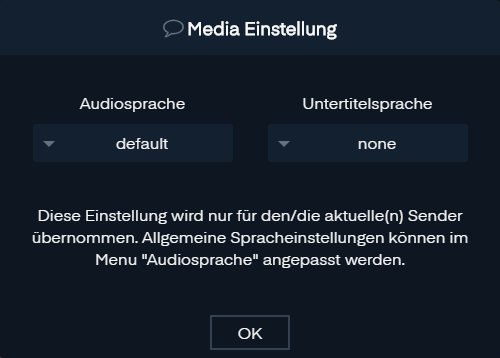 Media Einstellung
Audiosprache
Untertitelsprache
default
none
Diese Einstellung wird nur für den/die aktuelle(n) Sender
übernommen. Allgemeine Spracheinstellungen können im
Menu "Audiosprache" angepasst werden.
OK